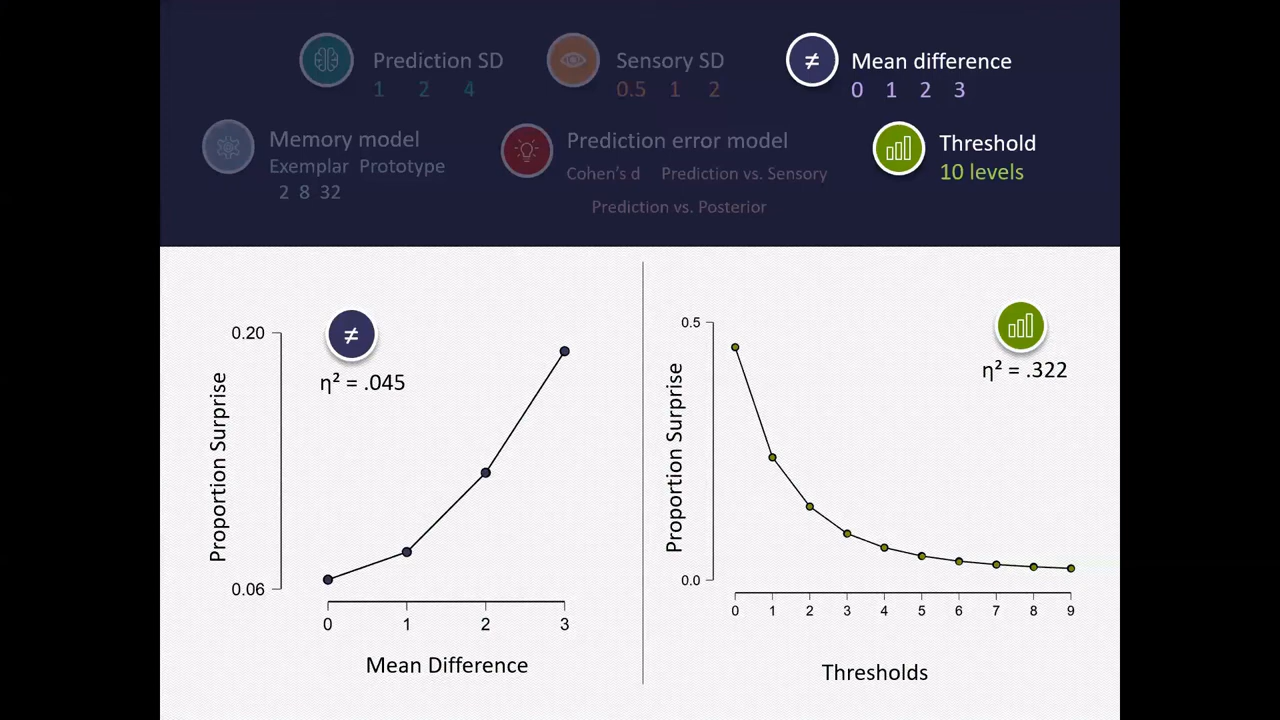 Prediction SD
1 2 4
Sensory SD
0.5 1 2
≠
Mean difference
0 1 2 3
Memory model
Exemplar Prototype
2 8 32
Prediction error model
Cohen's d Prediction vs. Sensory
Prediction vs. Posterior
Threshold
10 levels
≠
η² = .045
0.20
Proportion Surprise
0.06
0 1 2 3
Mean Difference
η² = .322
0.5
Proportion Surprise
0.0
0 1 2 3 4 5 6 7 8 9
Thresholds